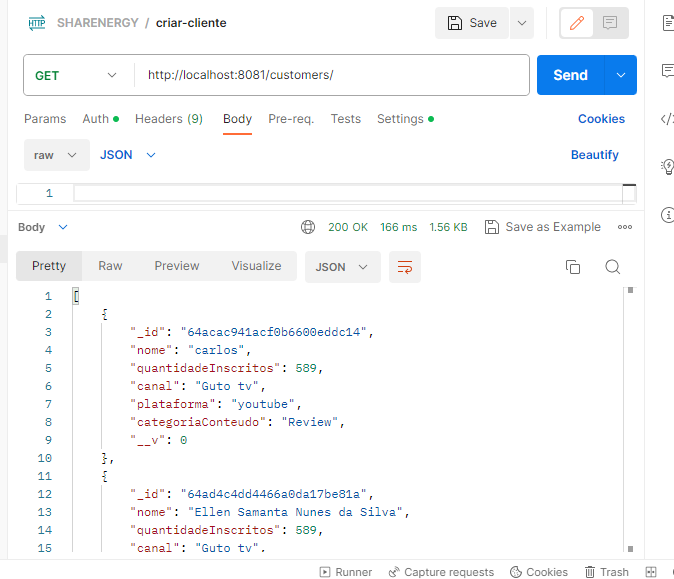 HTTP SHARENERGY / criar-cliente Save
GET http://localhost:8081/customers/ Send
Params Auth Headers (9) Body Pre-req. Tests Settings Cookies
raw JSON Beautify
1
Body 200 OK 166 ms 1.56 KB Save as Example
Pretty Raw Preview Visualize JSON
1 [
2 {
3 "_id": "64acac941acf0b6600eddc14",
4 "nome": "carlos",
5 "quantidadeInscritos": 589,
6 "canal": "Guto tv",
7 "plataforma": "youtube",
8 "categoriaConteudo": "Review",
9 "__v": 0
10 },
11 {
12 "_id": "64ad4c4dd4466a0da17be81a",
13 "nome": "Ellen Samanta Nunes da Silva",
14 "quantidadeInscritos": 589,
15 "canal": "Guto tv",
Runner Capture requests Cookies Trash